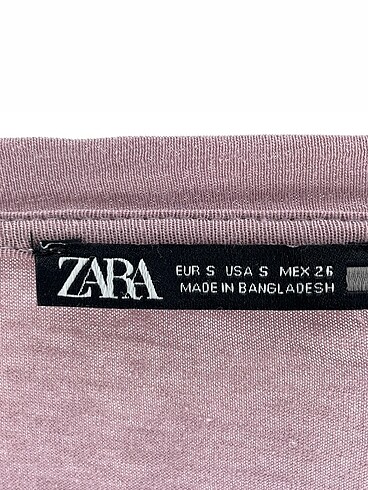 ZARA
EUR S USA S MEX 26
MADE IN BANGLADESH